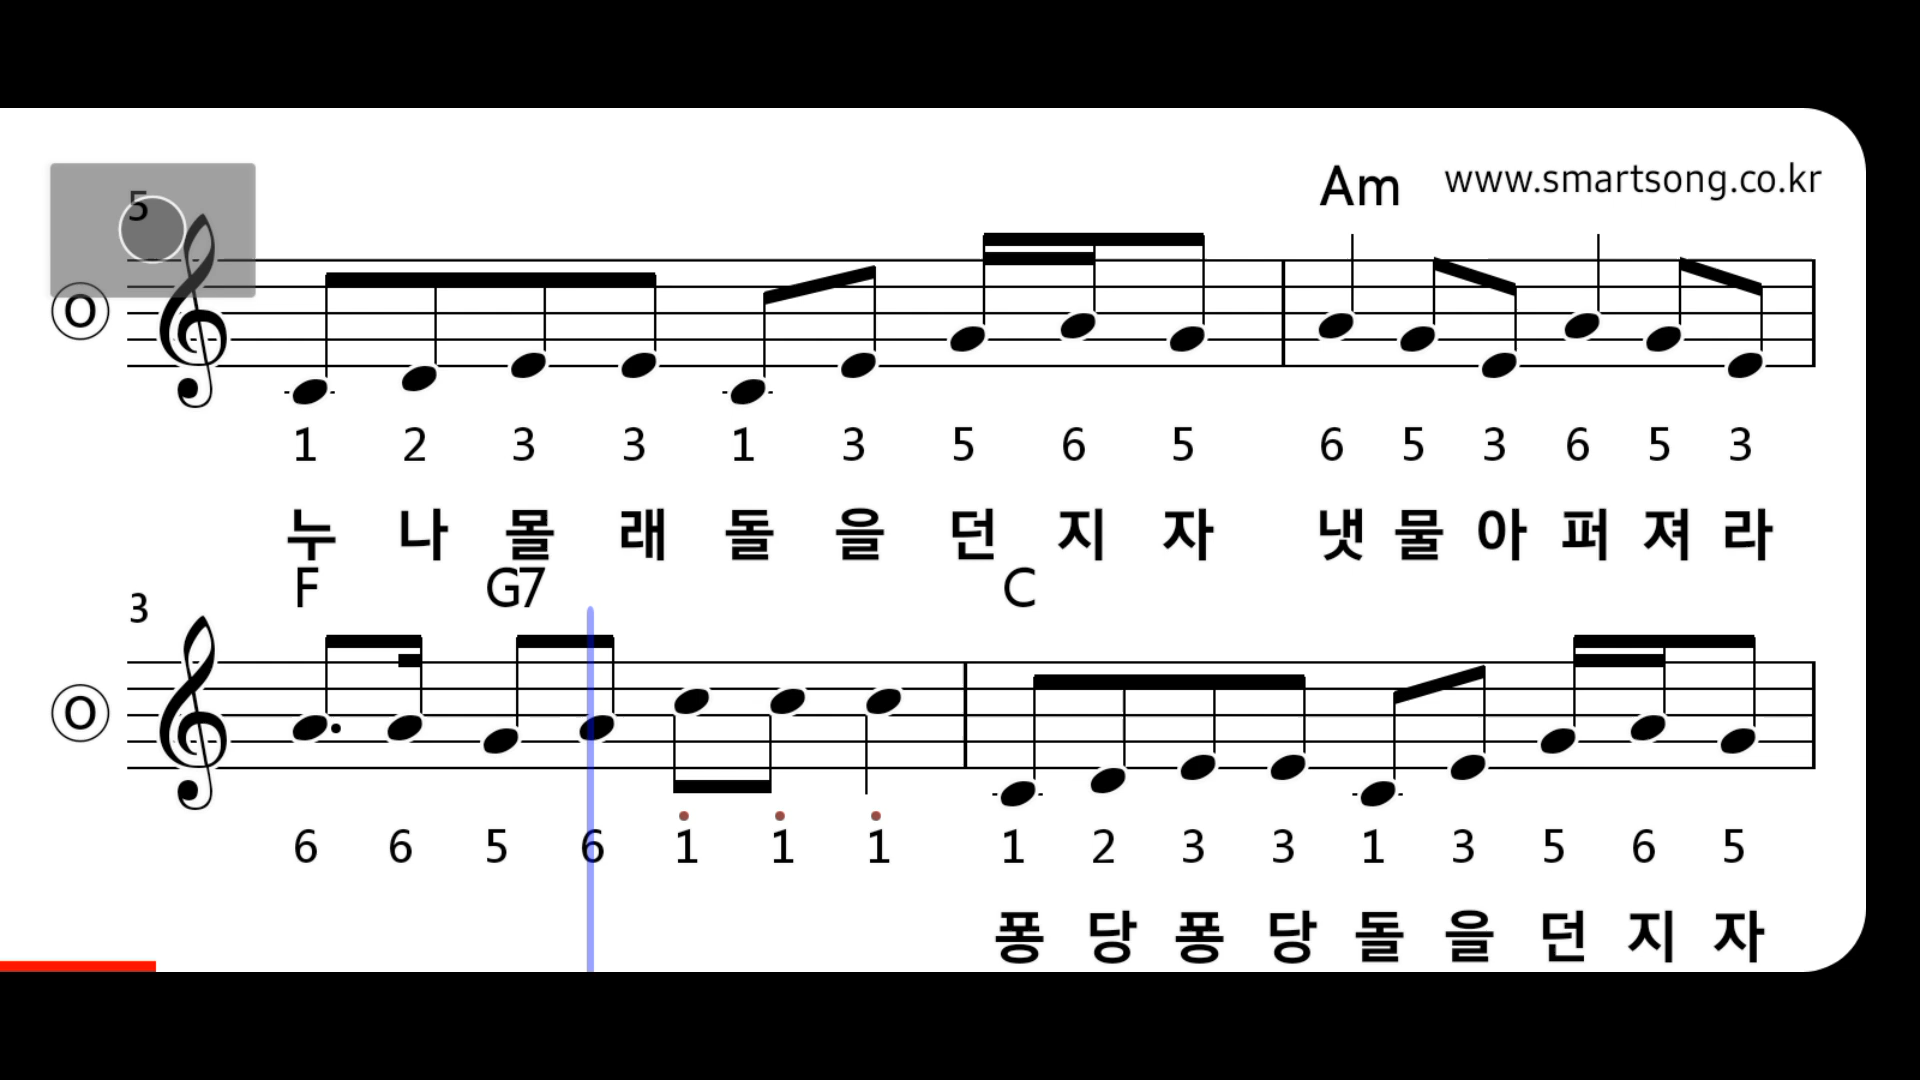 Am www.smartsong.co.kr
5
O
1 2 3 3 1 3 5 6 5 6 5 3 6 5 3
누 나 몰 래 돌 을 던 지 자 냇 물 아 퍼 져 라
F G7 C
3
O
6 6 5 6 1 1 1 1 2 3 3 1 3 5 6 5
퐁 당 퐁 당 돌 을 던 지 자